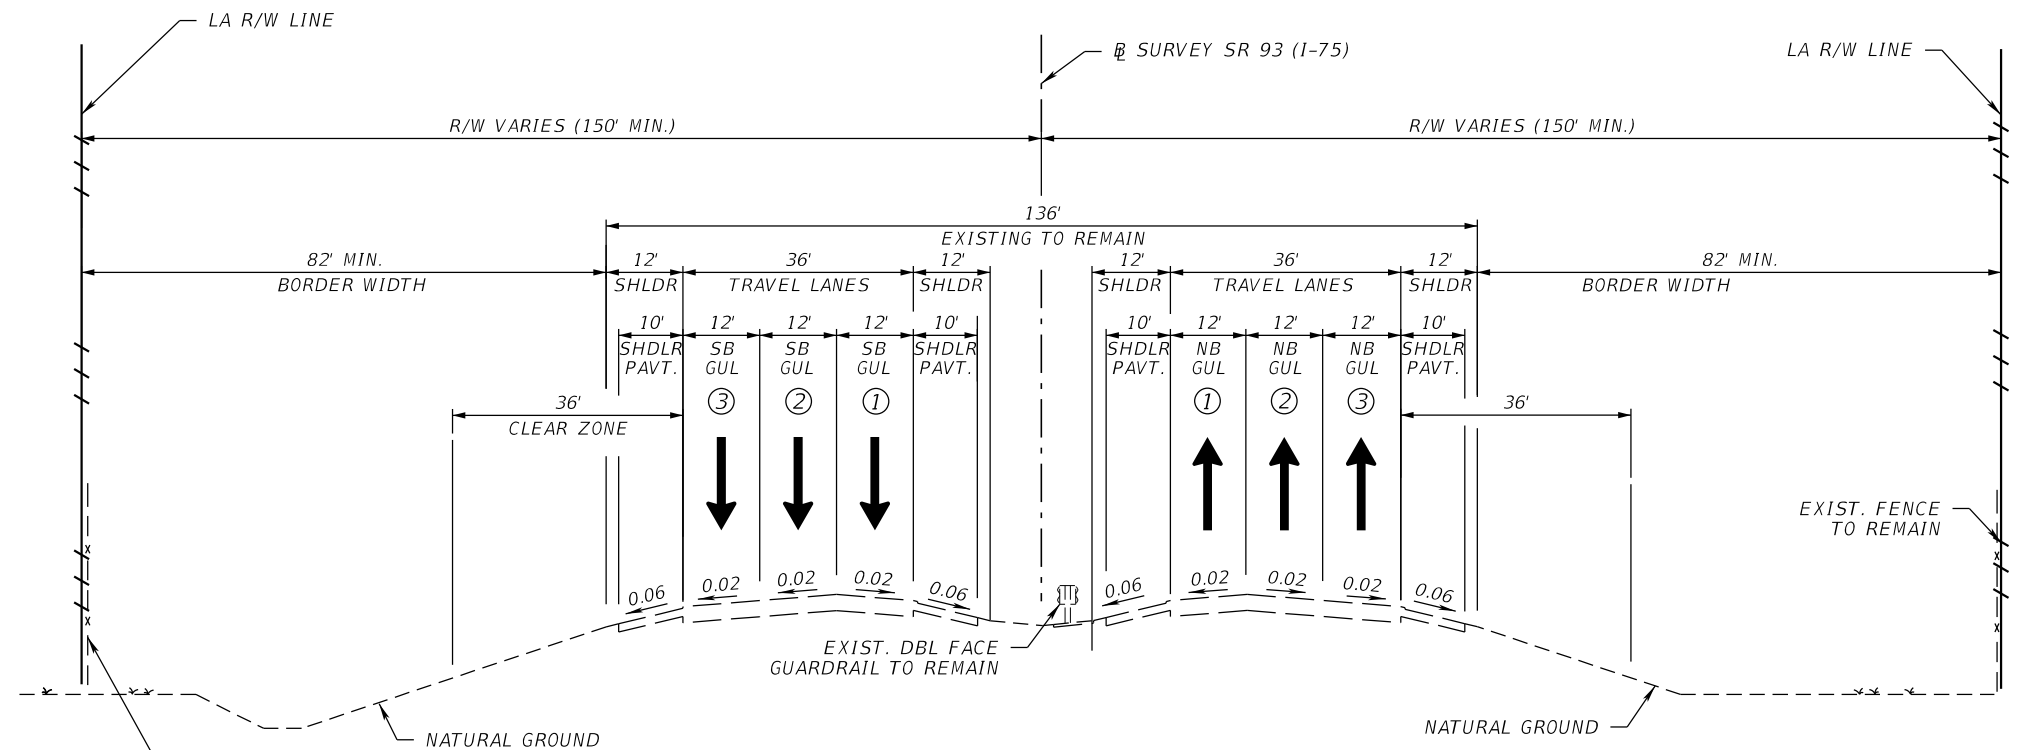 LA R/W LINE
BL SURVEY SR 93 (I-75)
LA R/W LINE
R/W VARIES (150' MIN.)
R/W VARIES (150' MIN.)
136'
EXISTING TO REMAIN
82' MIN.
BORDER WIDTH
12'
SHLDR
36'
TRAVEL LANES
12'
SHLDR
12'
SHLDR
36'
TRAVEL LANES
12'
SHLDR
82' MIN.
BORDER WIDTH
10'
SHDLR
PAVT.
12'
SB
GUL
3
12'
SB
GUL
2
12'
SB
GUL
1
10'
SHDLR
PAVT.
10'
SHDLR
PAVT.
12'
NB
GUL
1
12'
NB
GUL
2
12'
NB
GUL
3
10'
SHDLR
PAVT.
36'
CLEAR ZONE
36'
EXIST. FENCE
TO REMAIN
0.06
0.02
0.02
0.02
0.06
0.06
0.02
0.02
0.02
0.06
EXIST. DBL FACE
GUARDRAIL TO REMAIN
NATURAL GROUND
NATURAL GROUND